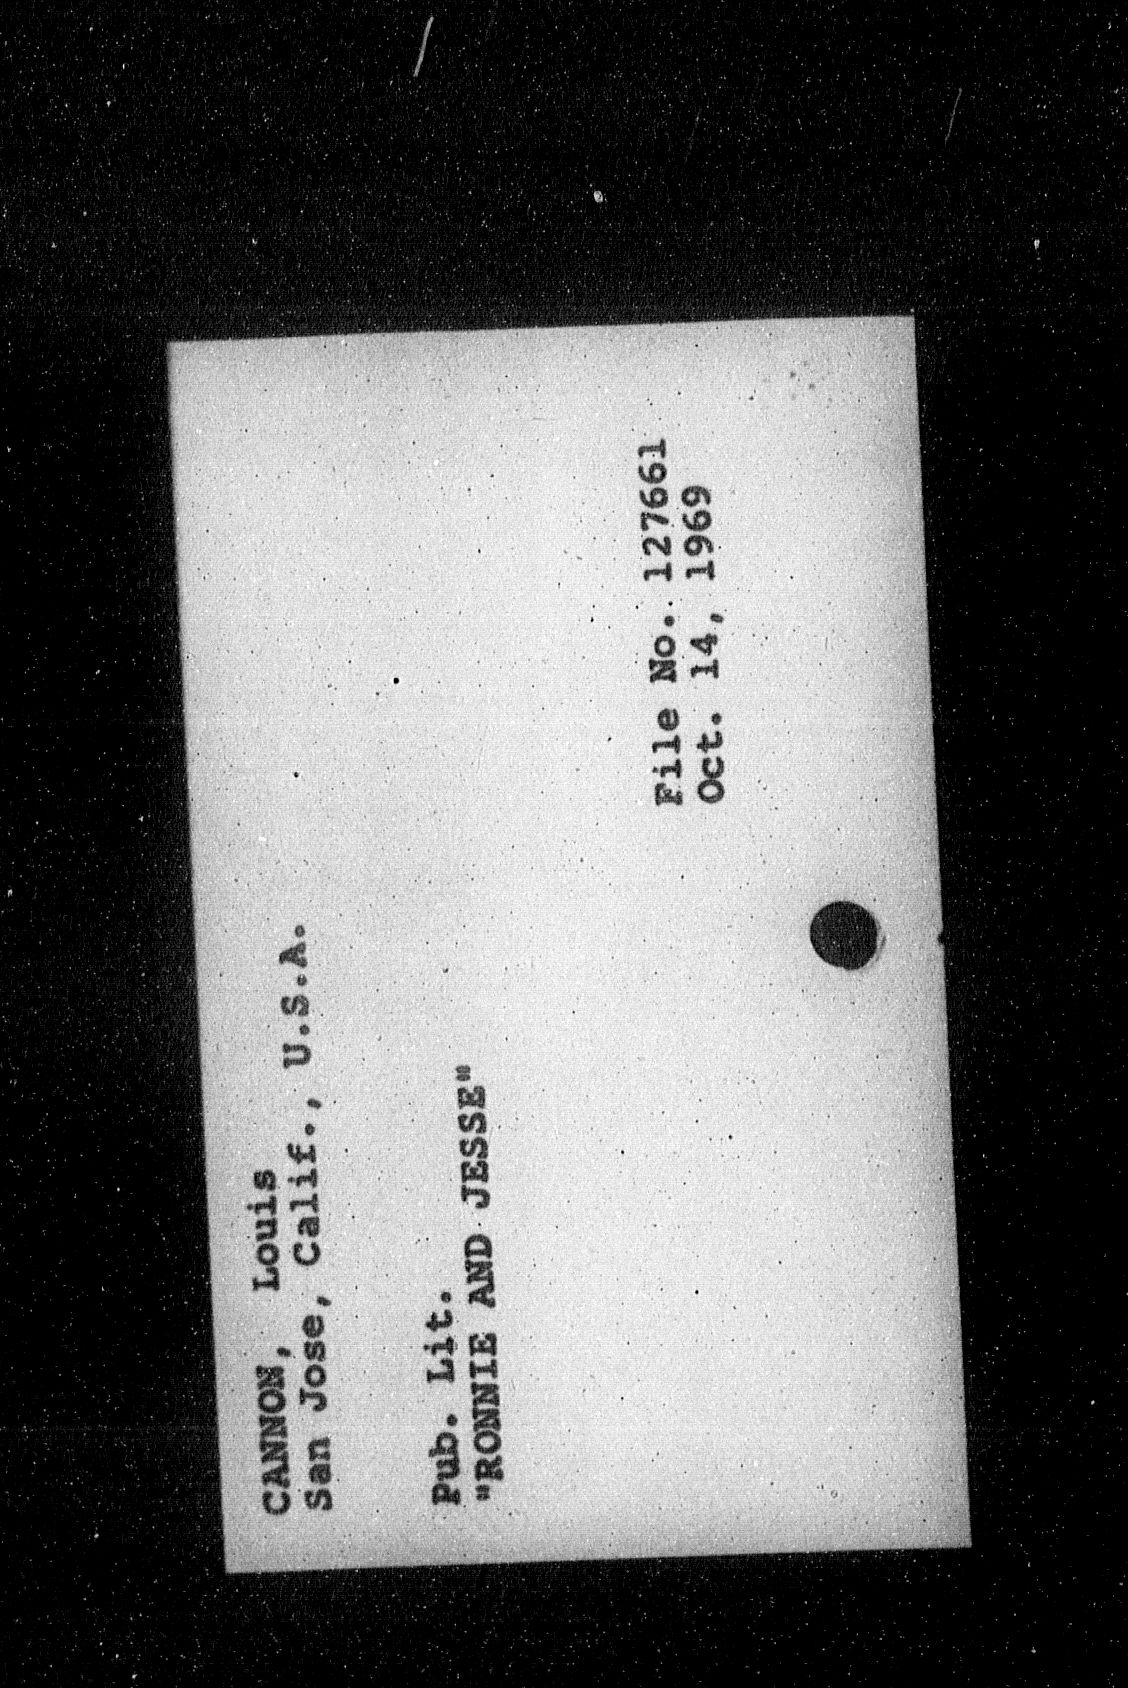 CANNON, Louis
San Jose, Calif., U.S.A.
Pub. Lit.
"RONNIE AND JESSE"
File No. 127661
Oct. 14, 1969